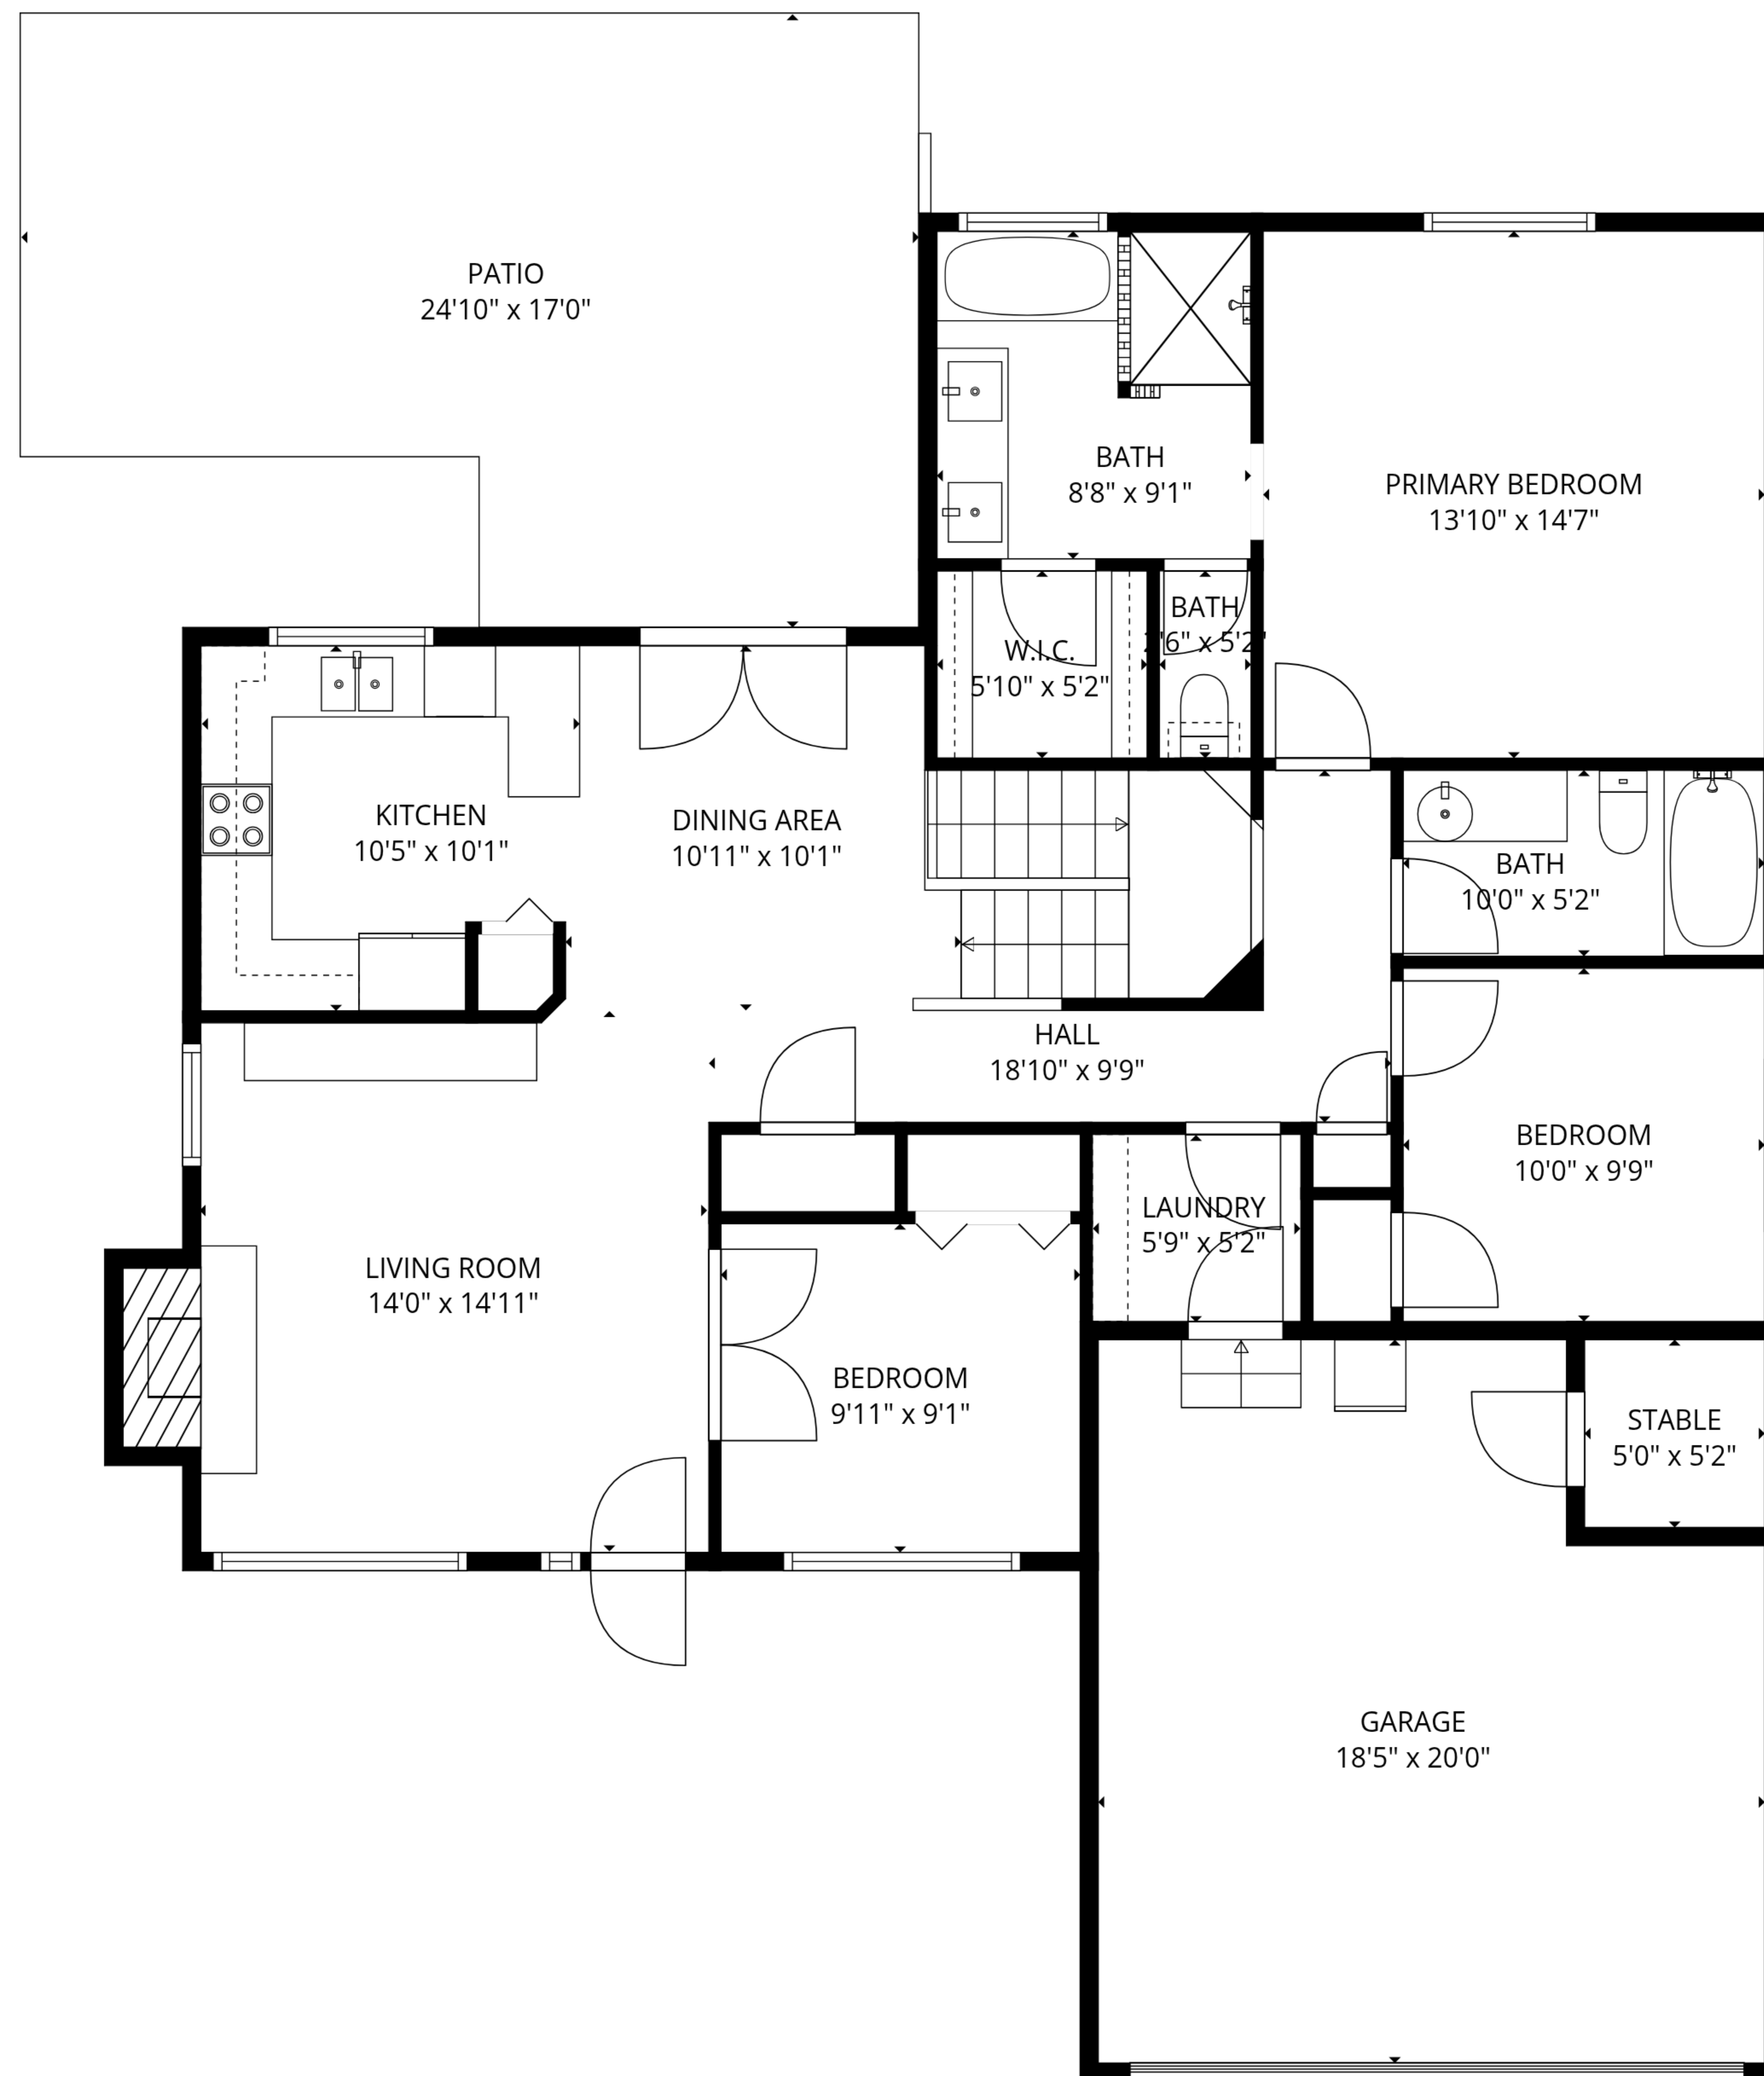 PATIO
24'10" x 17'0"
BATH
8'8" x 9'1"
PRIMARY BEDROOM
13'10" x 14'7"
BATH
5'2"
W.I.C.
5'10" x 5'2"
KITCHEN
10'5" x 10'1"
DINING AREA
10'11" x 10'1"
BATH
10'0" x 5'2"
HALL
18'10" x 9'9"
BEDROOM
10'0" x 9'9"
LAUNDRY
5'9" x 5'2"
LIVING ROOM
14'0" x 14'11"
BEDROOM
9'11" x 9'1"
STABLE
5'0" x 5'2"
GARAGE
18'5" x 20'0"